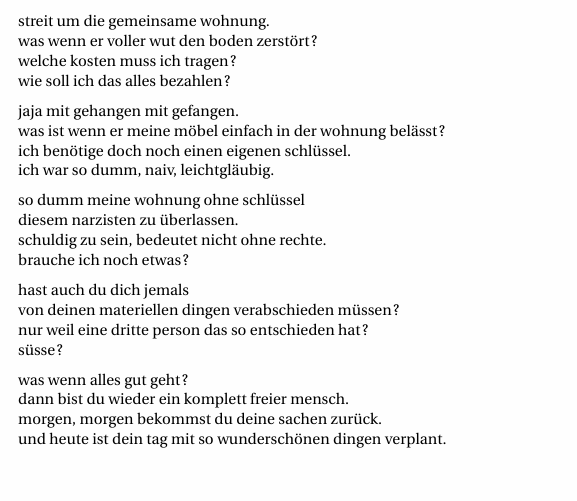 streit um die gemeinsame wohnung.
was wenn er voller wut den boden zerstört?
welche kosten muss ich tragen?
wie soll ich das alles bezahlen?
jaja mit gehangen mit gefangen.
was ist wenn er meine möbel einfach in der wohnung belässt?
ich benötige doch noch einen eigenen schlüssel.
ich war so dumm, naiv, leichtgläubig.
so dumm meine wohnung ohne schlüssel
diesem narzisten zu überlassen.
schuldig zu sein, bedeutet nicht ohne rechte.
brauche ich noch etwas?
hast auch du dich jemals
von deinen materiellen dingen verabschieden müssen?
nur weil eine dritte person das so entschieden hat?
süsse?
was wenn alles gut geht?
dann bist du wieder ein komplett freier mensch.
morgen, morgen bekommst du deine sachen zurück.
und heute ist dein tag mit so wunderschönen dingen verplant.